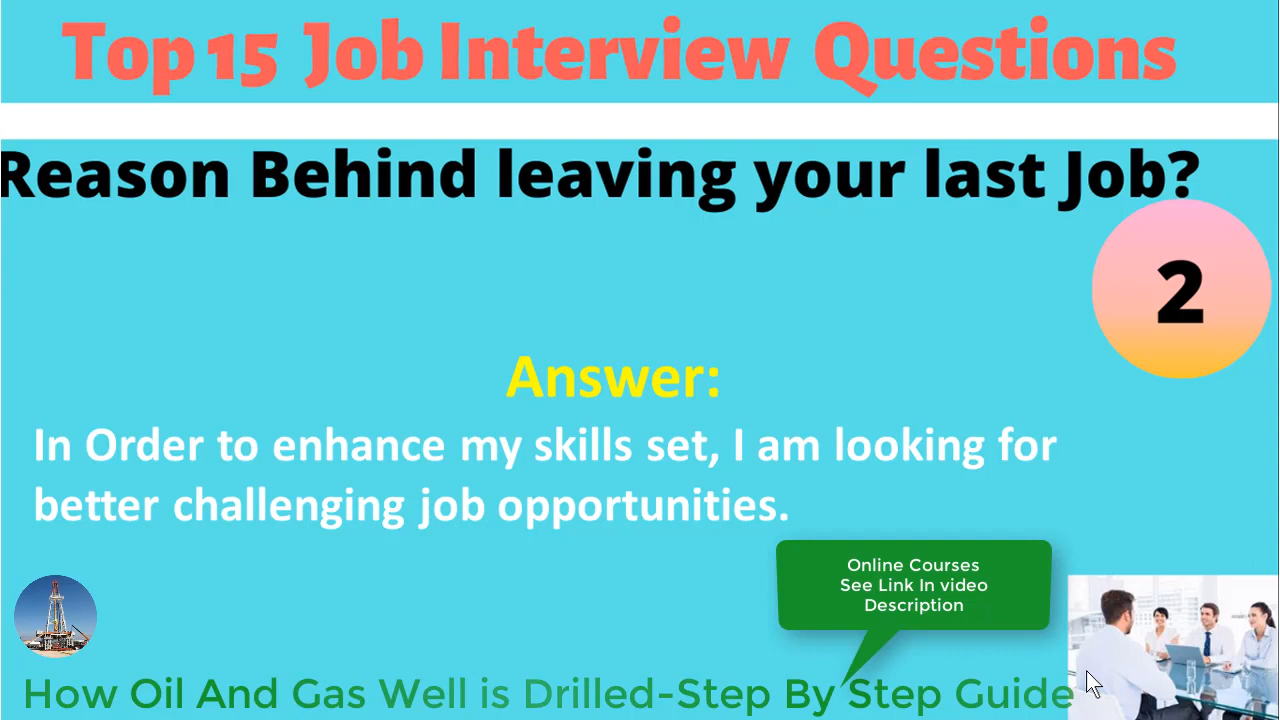 Top 15 Job Interview Questions
Reason Behind leaving your last Job?
2
Answer:
In Order to enhance my skills set, I am looking for
better challenging job opportunities.
Online Courses
See Link In video
Description
How Oil And Gas Well is Drilled-Step By Step Guide